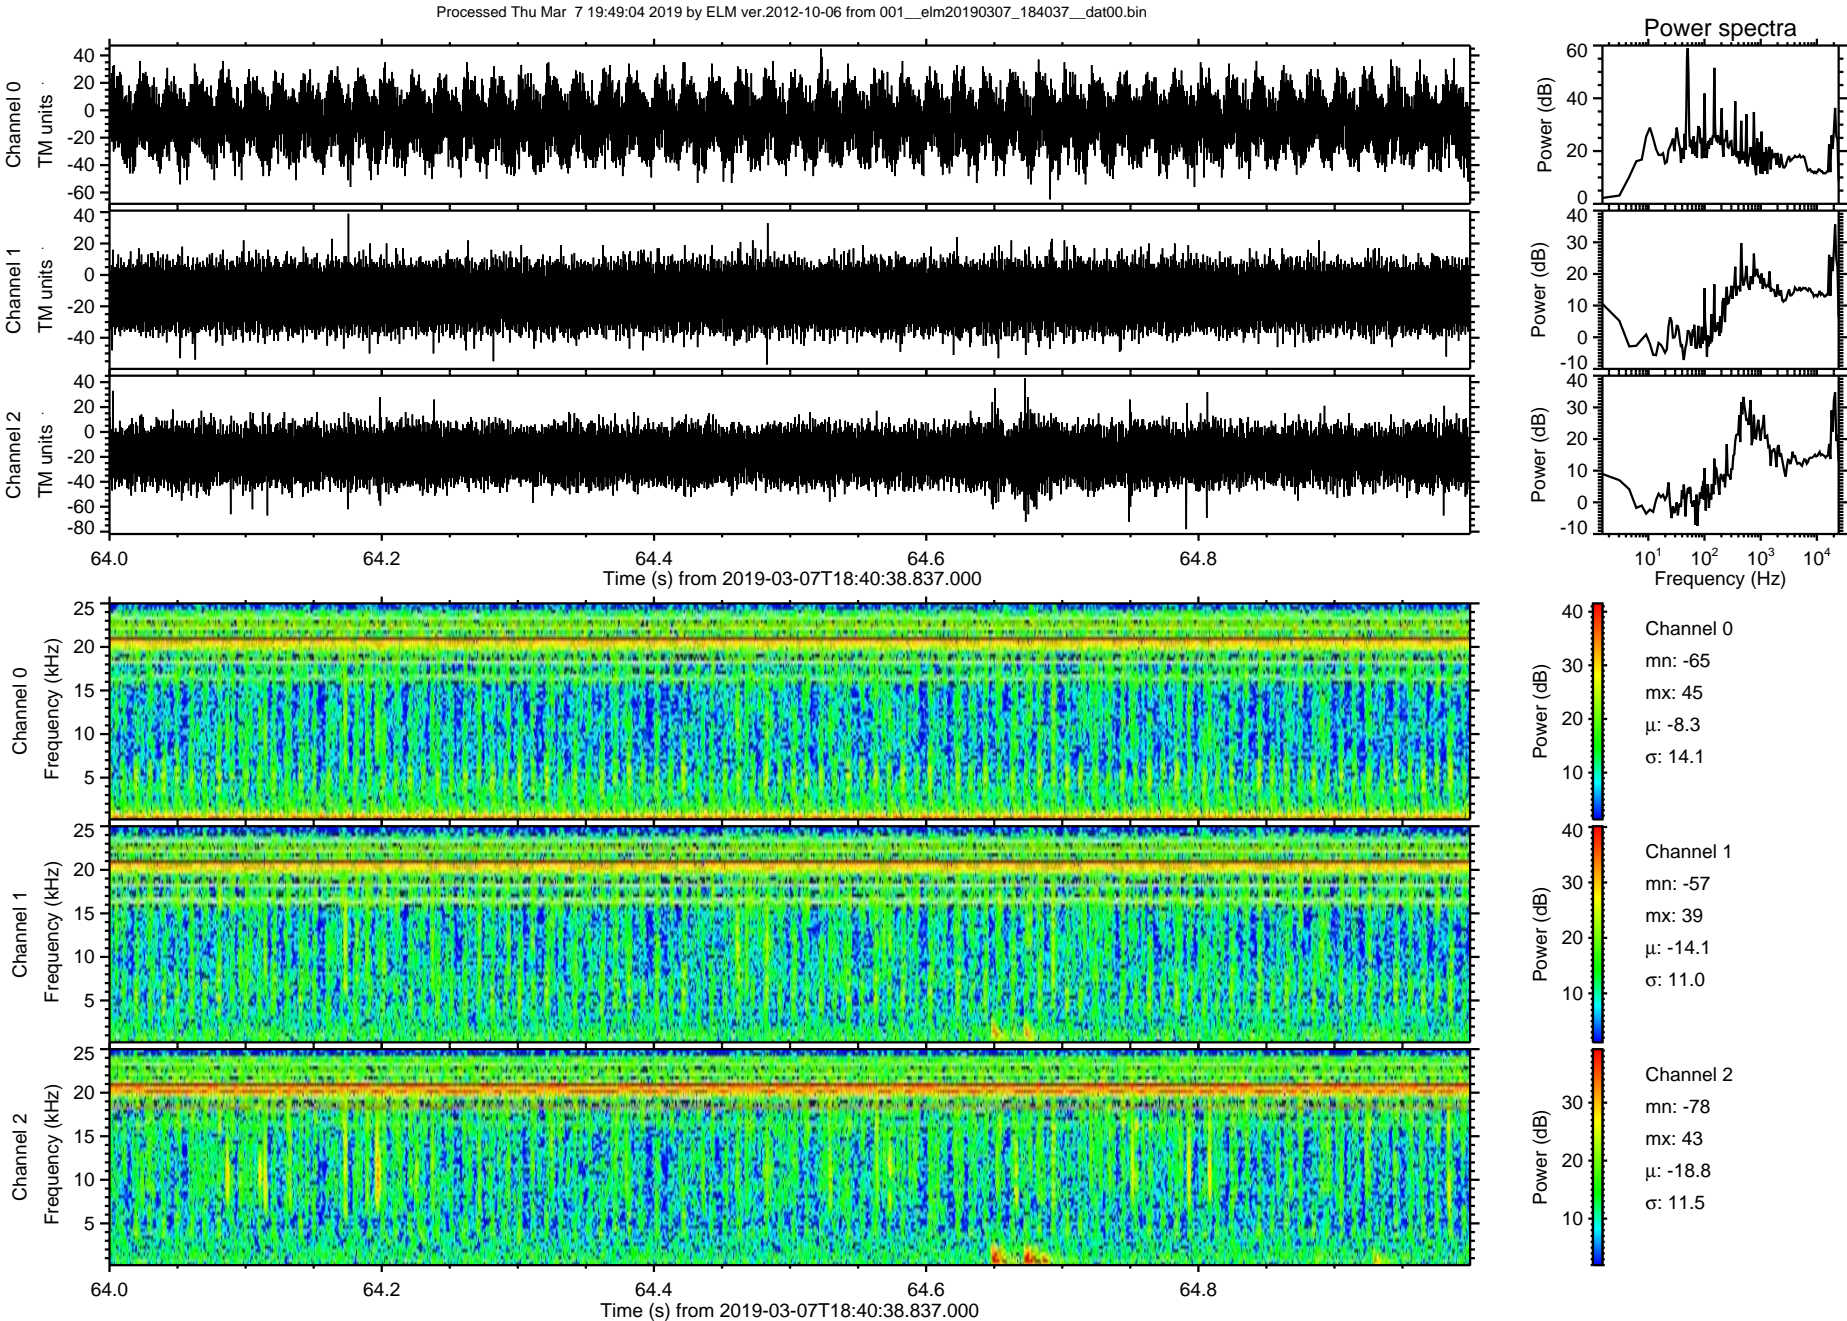 Processed Thu Mar  7 19:49:04 2019 by ELM ver.2012-10-06 from 001__elm20190307_184037__dat00.bin
Power spectra
Channel 0
TM units
40
20
0
-20
-40
-60
Power (dB)
60
40
20
0
Channel 1
TM units
40
20
0
-20
-40
Power (dB)
40
30
20
10
0
-10
Channel 2
TM units
40
20
0
-20
-40
-60
-80
Power (dB)
40
30
20
10
0
-10
64.0 64.2 64.4 64.6 64.8
Time (s) from 2019-03-07T18:40:38.837.000
10^1 10^2 10^3 10^4
Frequency (Hz)
Channel 0
Frequency (kHz)
25
20
15
10
5
Power (dB)
40
30
20
10
Channel 0
mn: -65
mx: 45
μ: -8.3
σ: 14.1
Channel 1
Frequency (kHz)
25
20
15
10
5
Power (dB)
40
30
20
10
Channel 1
mn: -57
mx: 39
μ: -14.1
σ: 11.0
Channel 2
Frequency (kHz)
25
20
15
10
5
Power (dB)
30
20
10
Channel 2
mn: -78
mx: 43
μ: -18.8
σ: 11.5
64.0 64.2 64.4 64.6 64.8
Time (s) from 2019-03-07T18:40:38.837.000